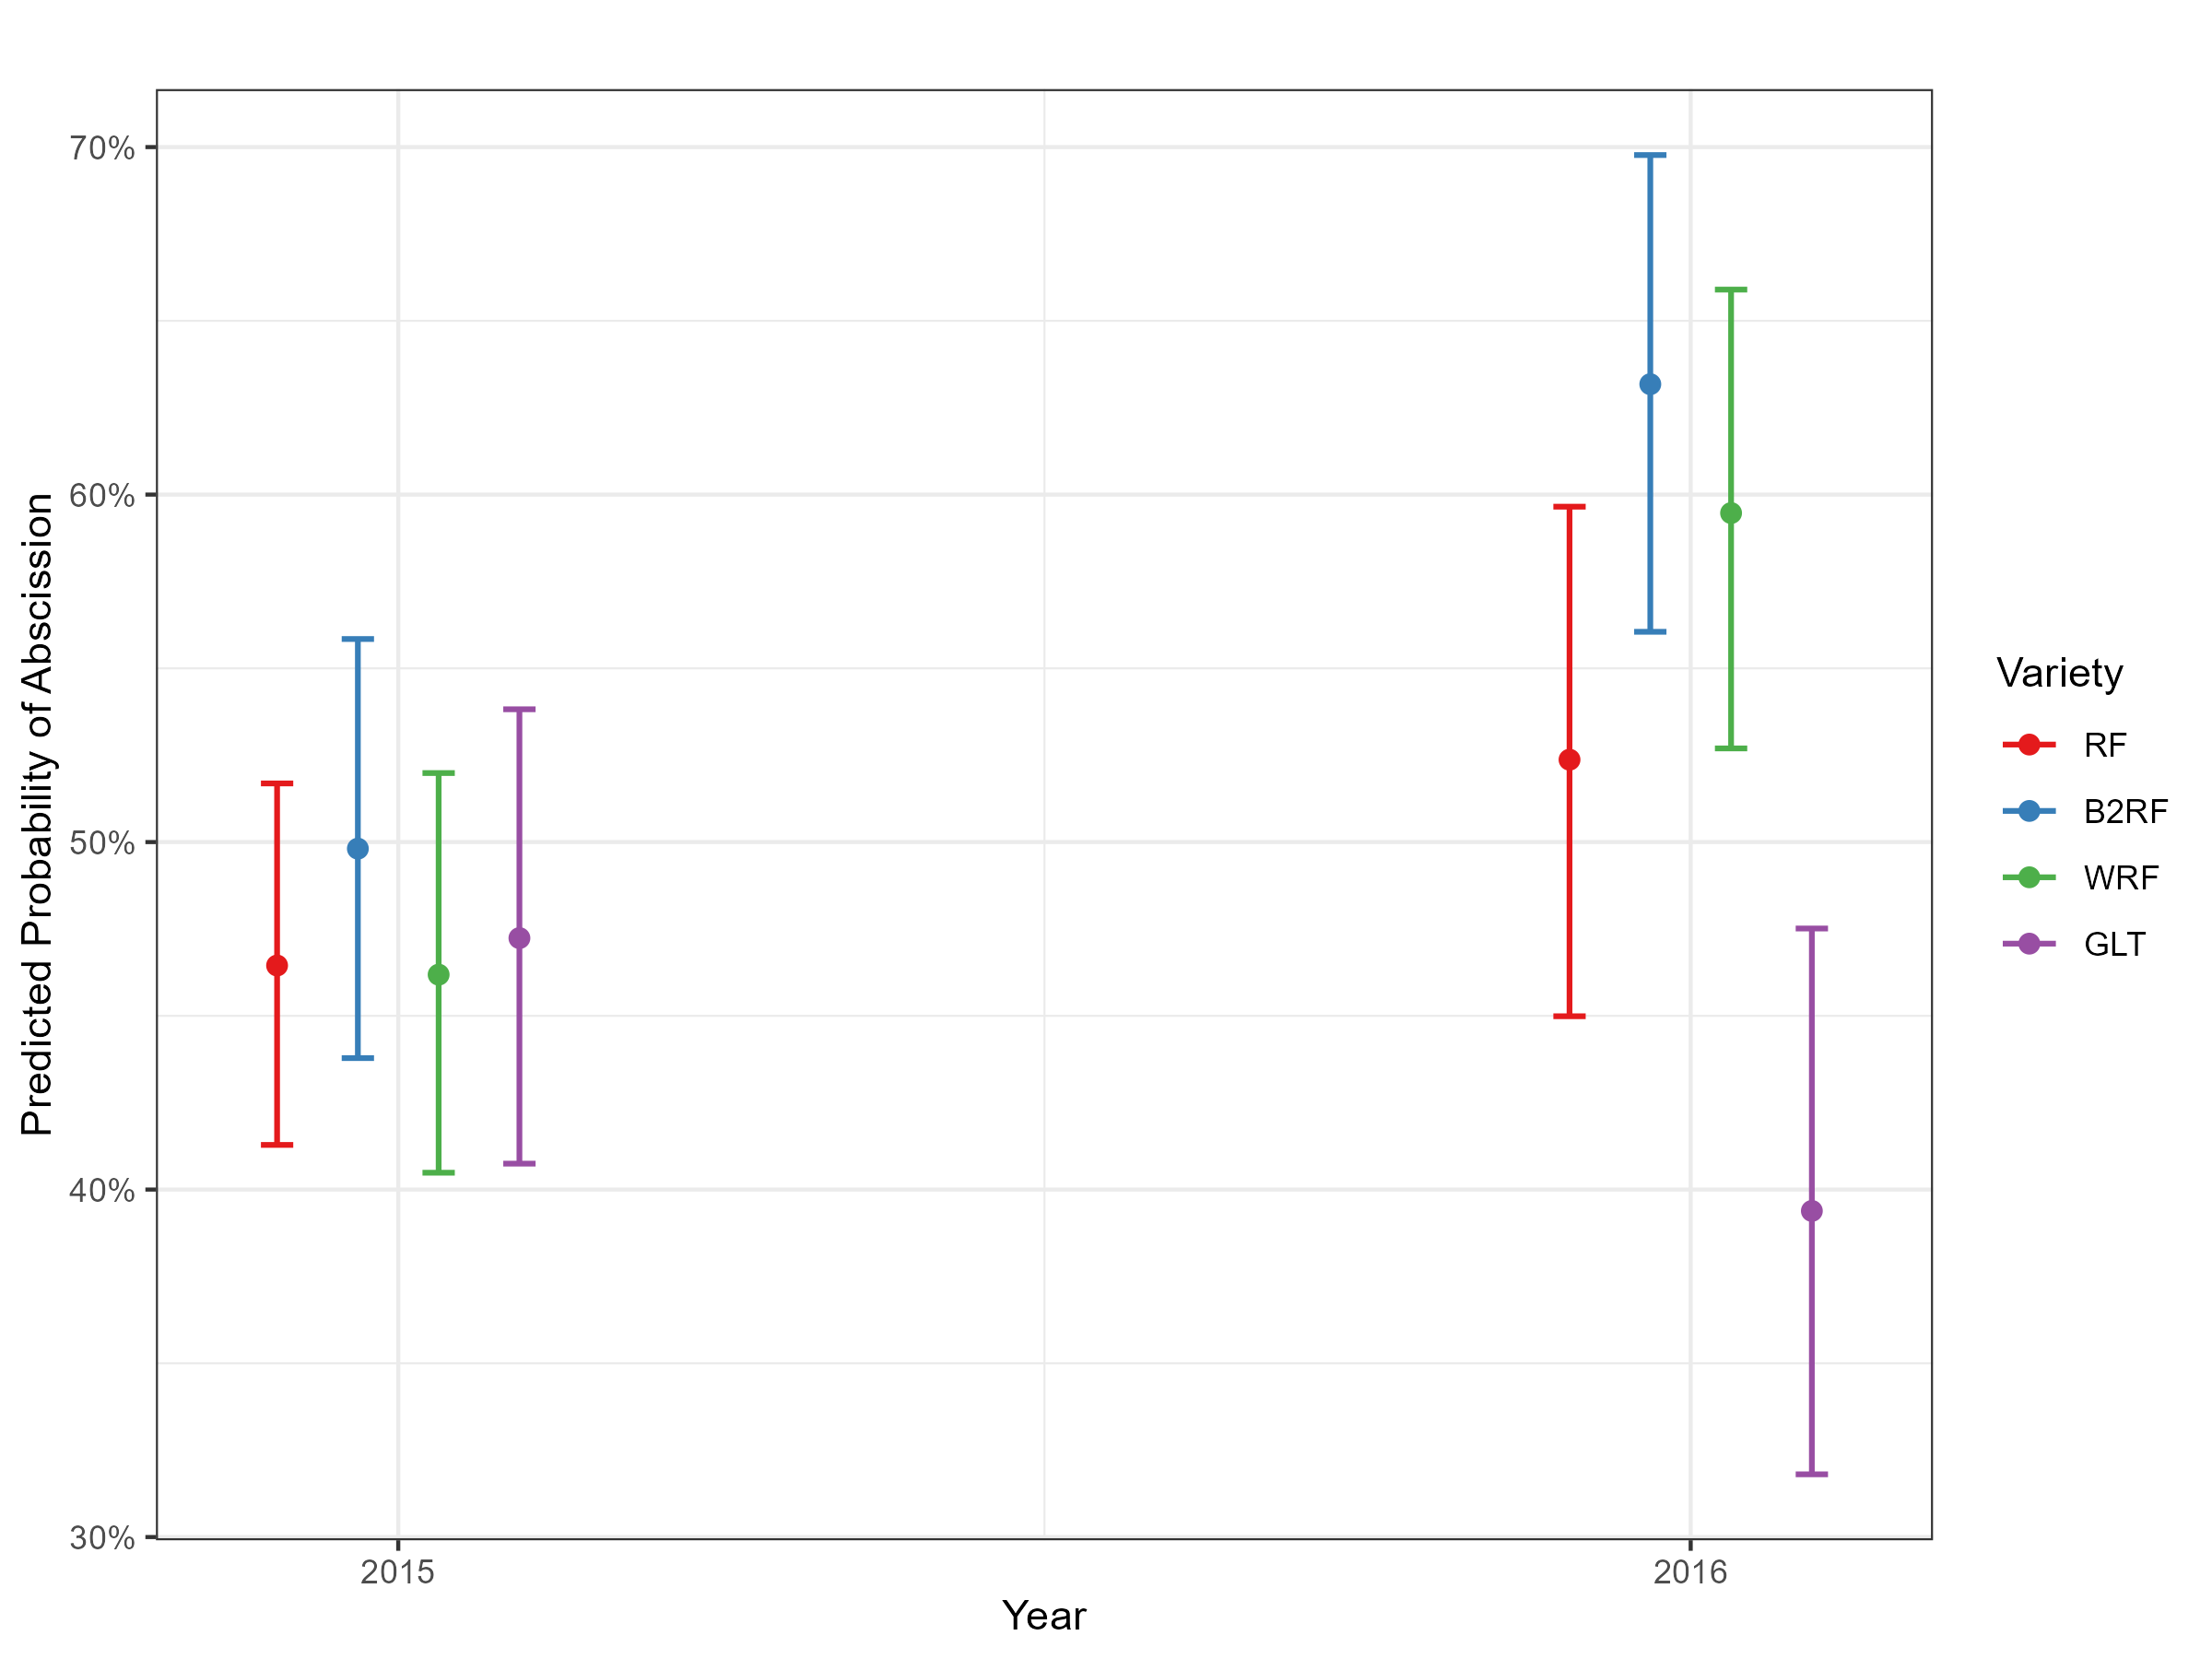 70%
60%
50%
40%
30%
Predicted Probability of Abscission
2015
2016
Year
Variety
RF
B2RF
WRF
GLT